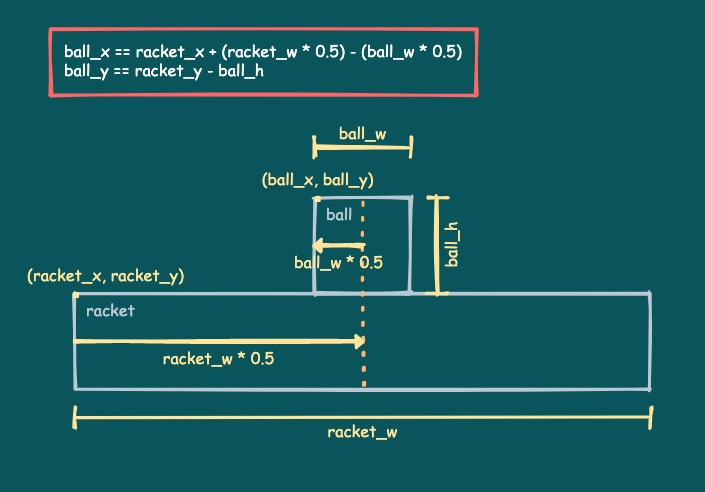 ball_x == racket_x + (racket_w * 0.5) - (ball_w * 0.5)
ball_y == racket_y - ball_h
ball_w
(ball_x, ball_y)
ball
ball_h
ball_w * 0.5
(racket_x, racket_y)
racket
racket_w * 0.5
racket_w